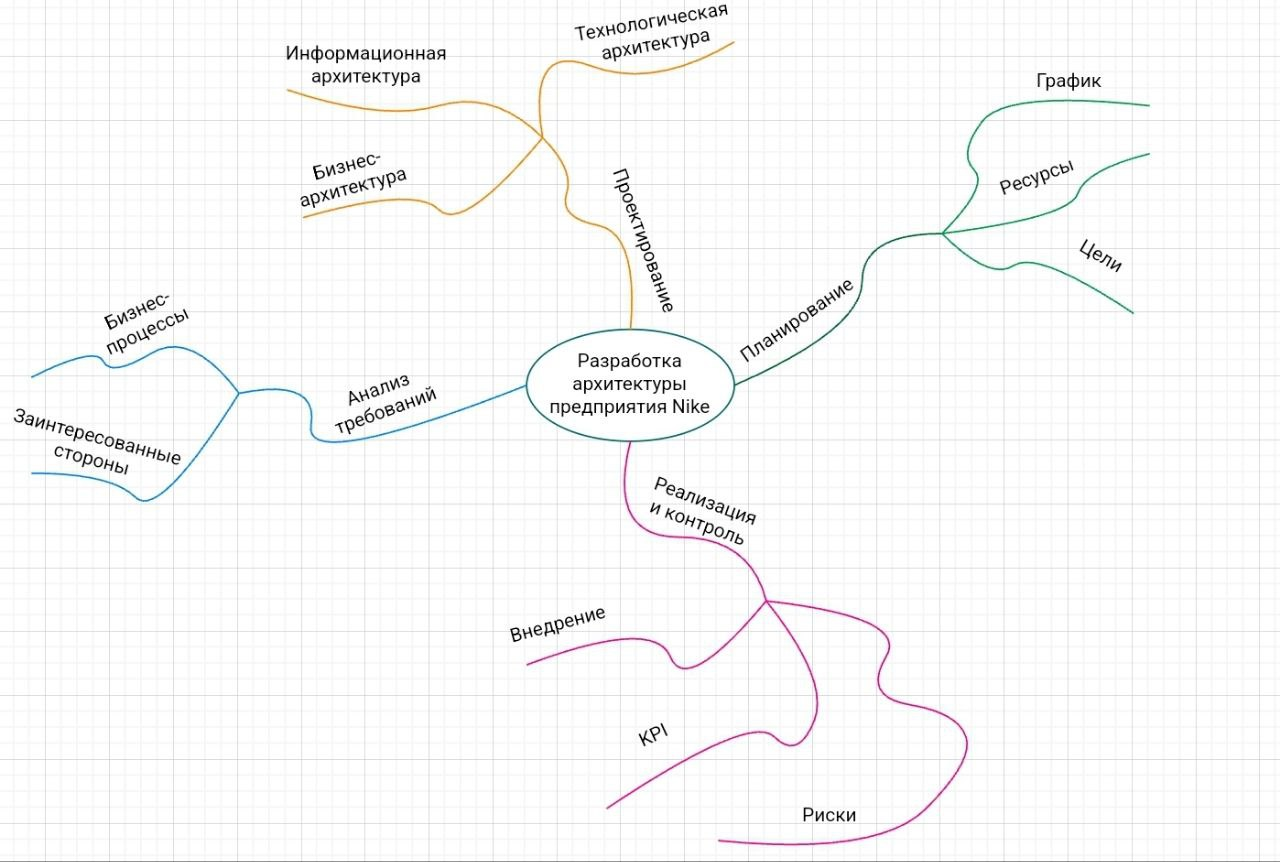 Технологическая
архитектура
Информационная
архитектура
График
Бизнес-
архитектура
Проектирование
Ресурсы
Цели
Планирование
Бизнес-
процессы
Разработка
архитектуры
предприятия Nike
Анализ
требований
Заинтересованные
стороны
Реализация
и контроль
Внедрение
KPI
Риски